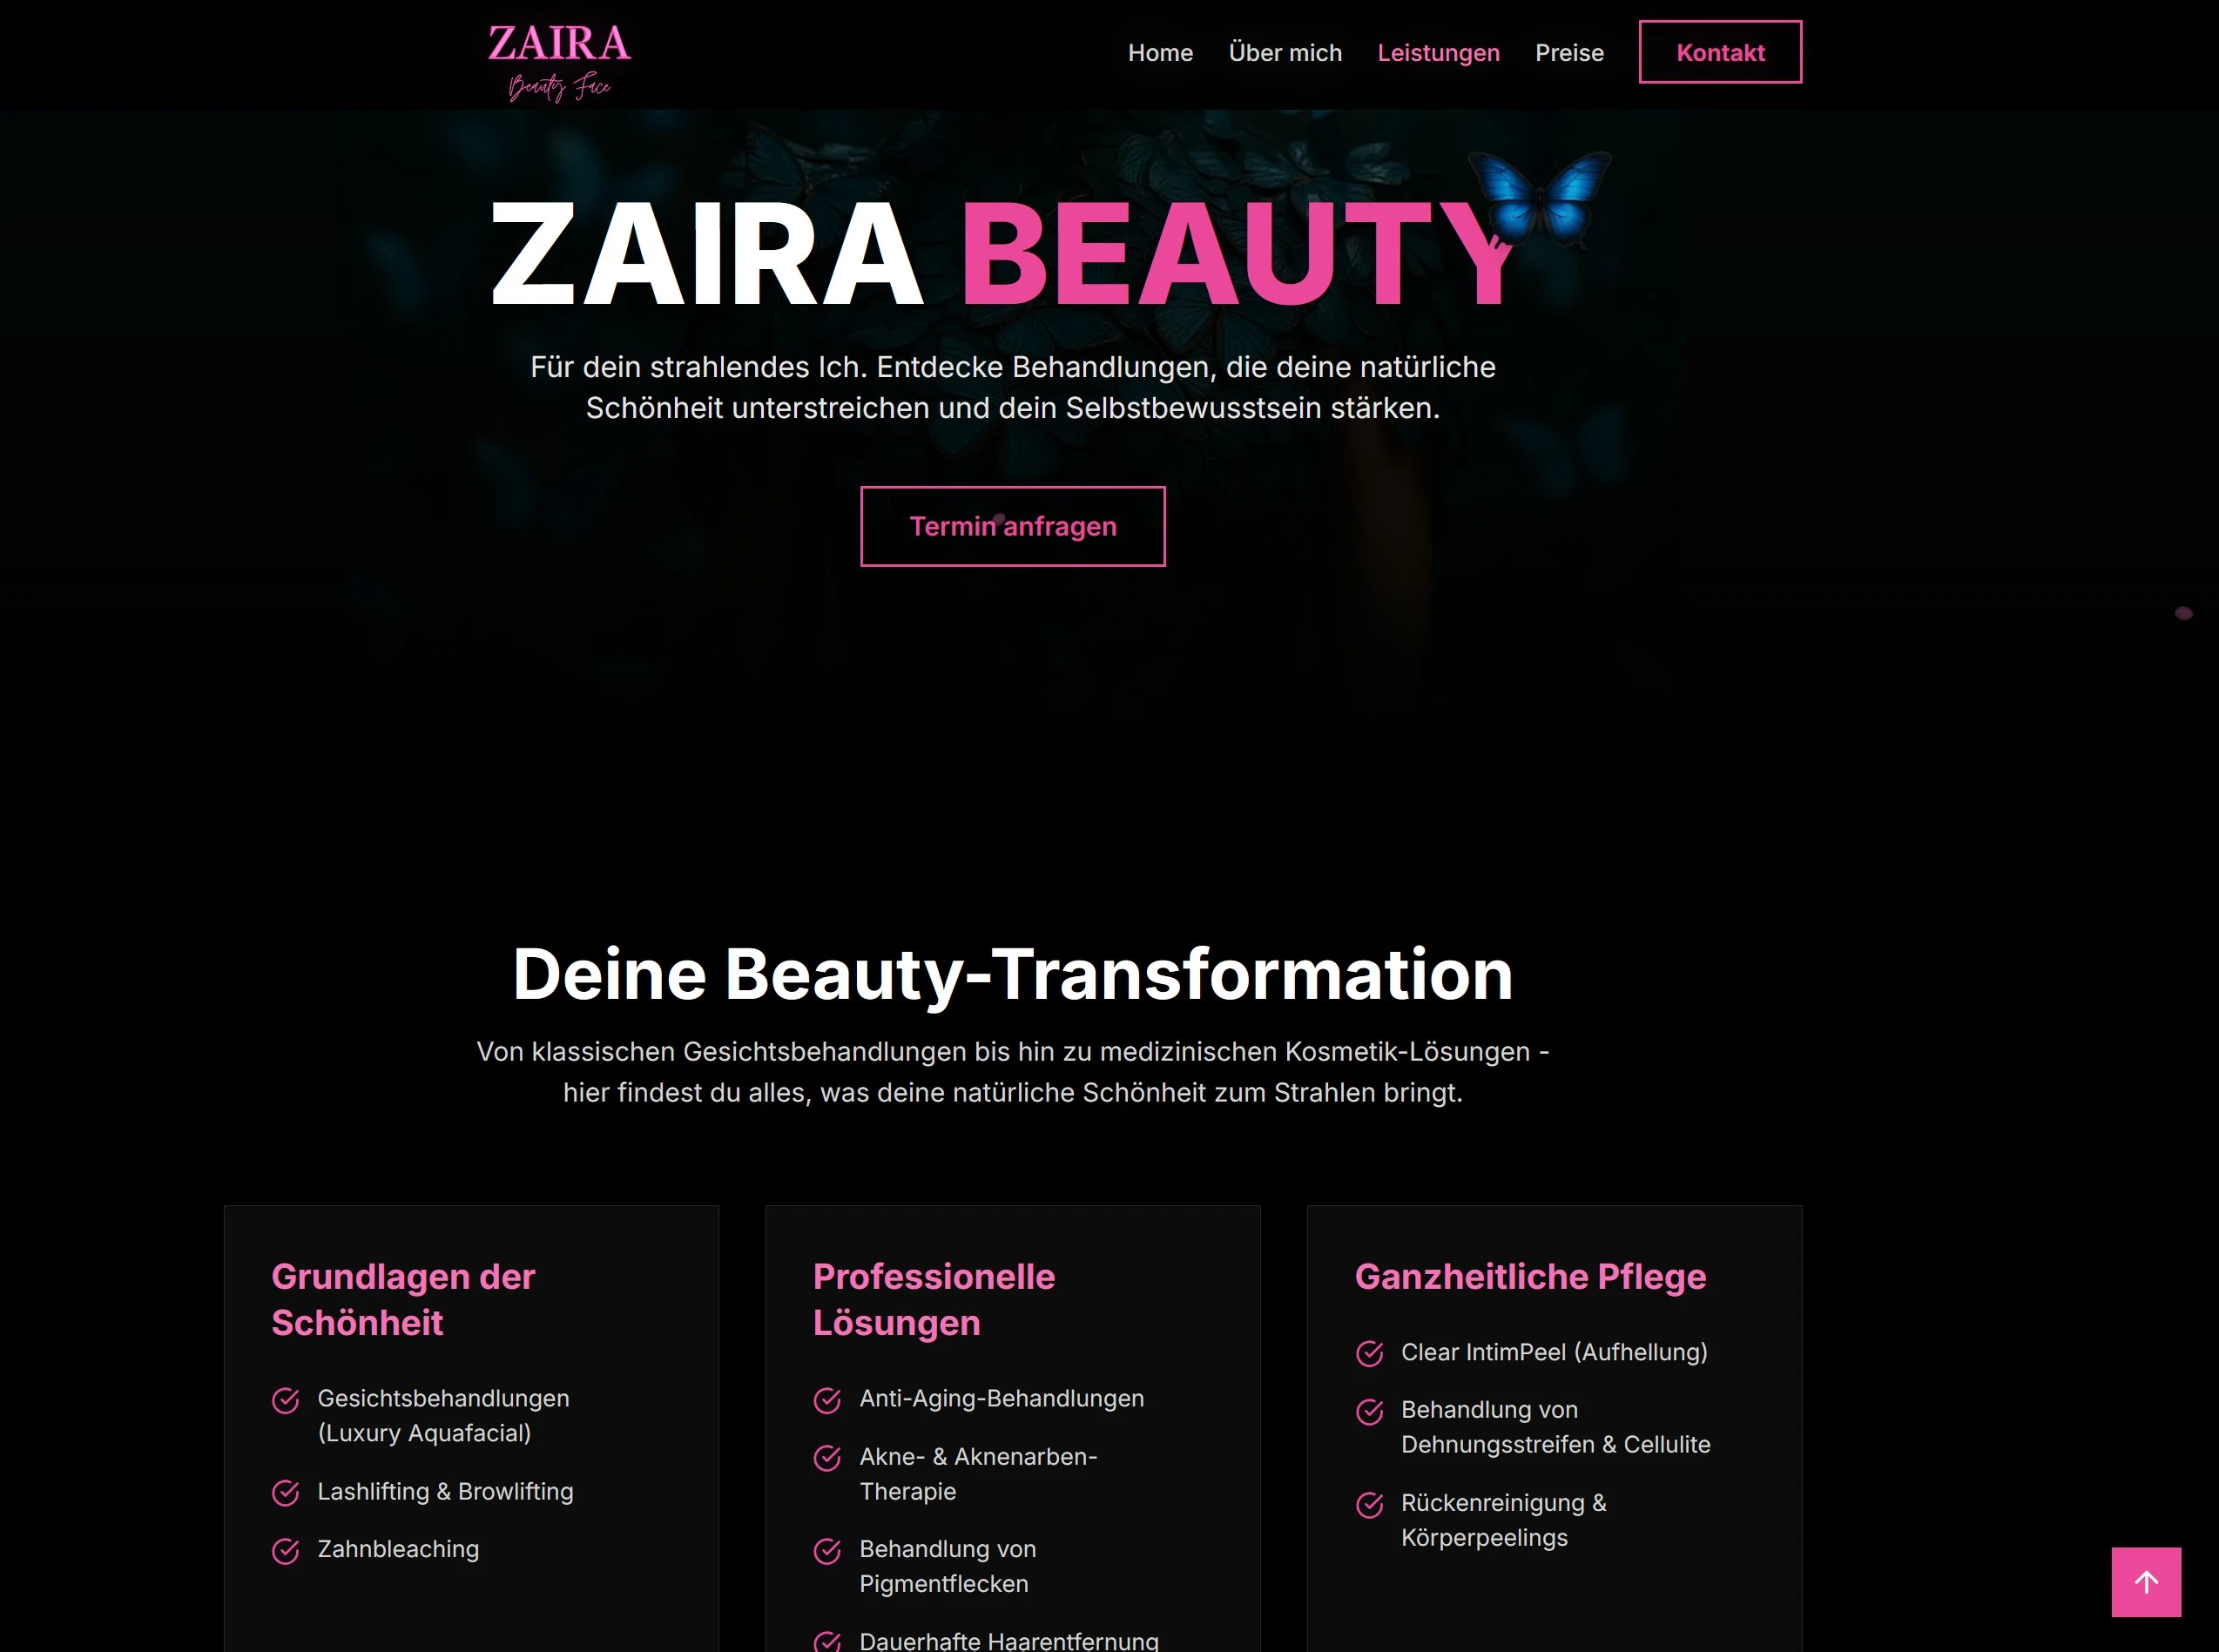 ZAIRA
Beauty Face
Home Über mich Leistungen Preise Kontakt
ZAIRA BEAUTY
Für dein strahlendes Ich. Entdecke Behandlungen, die deine natürliche
Schönheit unterstreichen und dein Selbstbewusstsein stärken.
Termin anfragen
Deine Beauty-Transformation
Von klassischen Gesichtsbehandlungen bis hin zu medizinischen Kosmetik-Lösungen -
hier findest du alles, was deine natürliche Schönheit zum Strahlen bringt.
Grundlagen der
Schönheit
Gesichtsbehandlungen
(Luxury Aquafacial)
Lashlifting & Browlifting
Zahnbleaching
Professionelle
Lösungen
Anti-Aging-Behandlungen
Akne- & Aknenarben-
Therapie
Behandlung von
Pigmentflecken
Dauerhafte Haarentfernung
Ganzheitliche Pflege
Clear IntimPeel (Aufhellung)
Behandlung von
Dehnungsstreifen & Cellulite
Rückenreinigung &
Körperpeelings